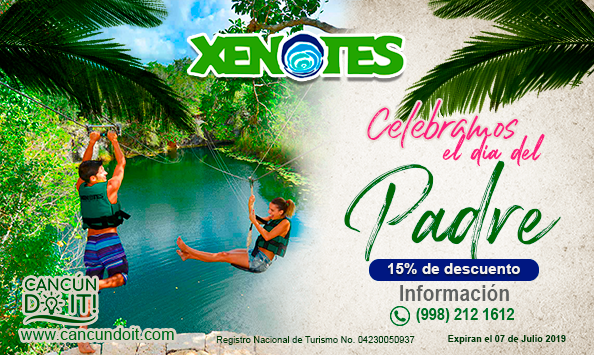 XENOTES
Celebramos
el dia del
Padre
15% de descuento
Información
(998) 212 1612
CANCÚN
DO IT!
www.cancundoit.com
Registro Nacional de Turismo No. 04230050937
Expiran el 07 de Julio 2019